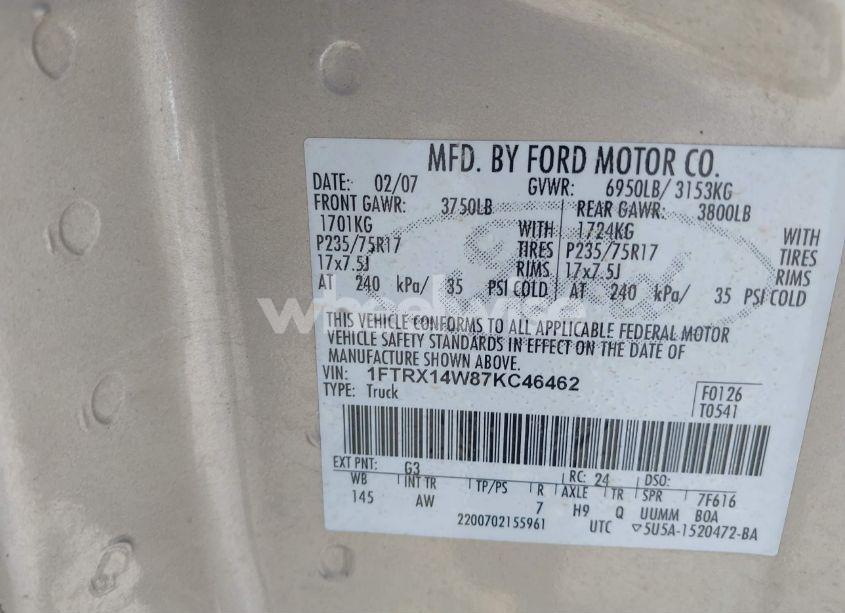 MFD. BY FORD MOTOR CO.
DATE: 02/07 GVWR: 6950LB/ 3153KG
FRONT GAWR: 3750LB REAR GAWR: 3800LB
1701KG WITH 1724KG WITH
P235/75R17 TIRES P235/75R17 TIRES
17x7.5J RIMS 17x7.5J RIMS
AT 240 kPa/ 35 PSI COLD AT 240 kPa/ 35 PSI COLD
Ford
wheelwise
THIS VEHICLE CONFORMS TO ALL APPLICABLE FEDERAL MOTOR
VEHICLE SAFETY STANDARDS IN EFFECT ON THE DATE OF
MANUFACTURE SHOWN ABOVE.
VIN: 1FTRX14W87KC46462
TYPE: Truck
F0126
T0541
EXT PNT: G3 RC: 24 DSO:
WB INT TR TP/PS R AXLE TR SPR 7F616
145 AW 7 H9 Q UUMM BOA
2200702155961 UTC ▽5U5A-1520472-BA